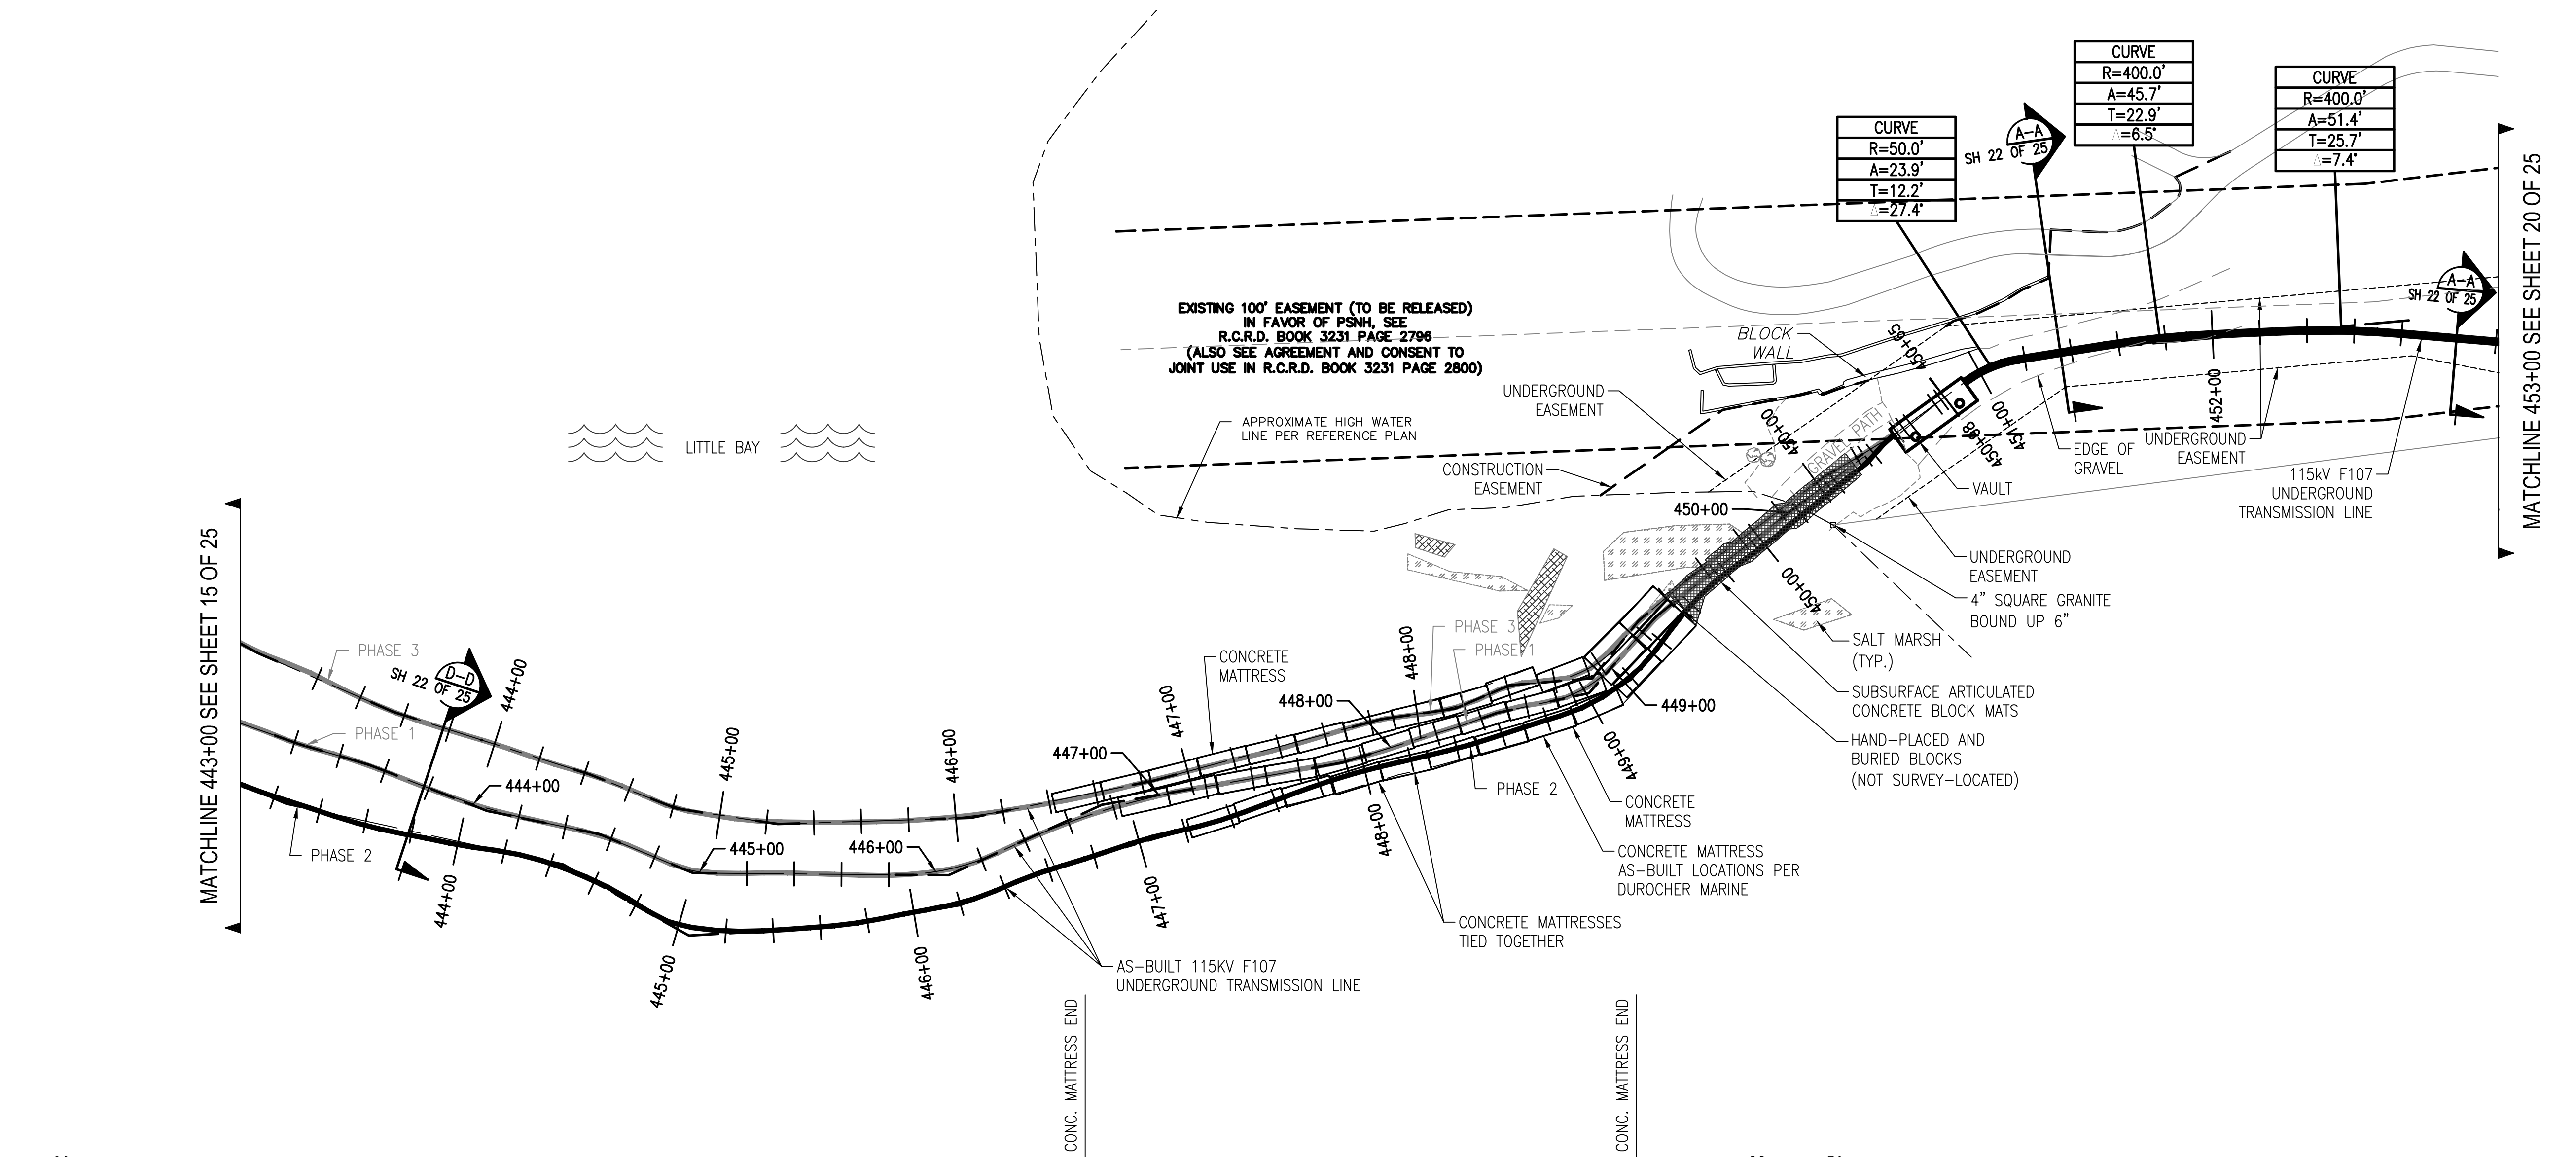 CURVE
R=400.0'
A=45.7'
T=22.9'
Δ=6.5°
CURVE
R=400.0'
A=51.4'
T=25.7'
Δ=7.4°
CURVE
R=50.0'
A=23.9'
T=12.2'
Δ=27.4°
A-A
SH 22 OF 25
A-A
SH 22 OF 25
MATCHLINE 453+00 SEE SHEET 20 OF 25
EXISTING 100' EASEMENT (TO BE RELEASED)
IN FAVOR OF PSNH, SEE
R.C.R.D. BOOK 3231 PAGE 2796
(ALSO SEE AGREEMENT AND CONSENT TO
JOINT USE IN R.C.R.D. BOOK 3231 PAGE 2800)
BLOCK
WALL
450+65
UNDERGROUND
EASEMENT
450+00
GRAVEL PATH
451+00
450+98
452+00
APPROXIMATE HIGH WATER
LINE PER REFERENCE PLAN
LITTLE BAY
EDGE OF
GRAVEL
UNDERGROUND
EASEMENT
CONSTRUCTION
EASEMENT
VAULT
115kV F107
UNDERGROUND
TRANSMISSION LINE
450+00
450+00
UNDERGROUND
EASEMENT
4" SQUARE GRANITE
BOUND UP 6"
SALT MARSH
(TYP.)
SUBSURFACE ARTICULATED
CONCRETE BLOCK MATS
HAND-PLACED AND
BURIED BLOCKS
(NOT SURVEY-LOCATED)
MATCHLINE 443+00 SEE SHEET 15 OF 25
PHASE 3
D-D
SH 22 OF 25
444+00
PHASE 1
444+00
PHASE 2
444+00
445+00
445+00
445+00
446+00
446+00
446+00
CONCRETE
MATTRESS
447+00
447+00
447+00
448+00
448+00
448+00
PHASE 3
PHASE 1
449+00
449+00
PHASE 2
CONCRETE
MATTRESS
CONCRETE MATTRESS
AS-BUILT LOCATIONS PER
DUROCHER MARINE
CONCRETE MATTRESSES
TIED TOGETHER
AS-BUILT 115KV F107
UNDERGROUND TRANSMISSION LINE
CONC. MATTRESS END
CONC. MATTRESS END